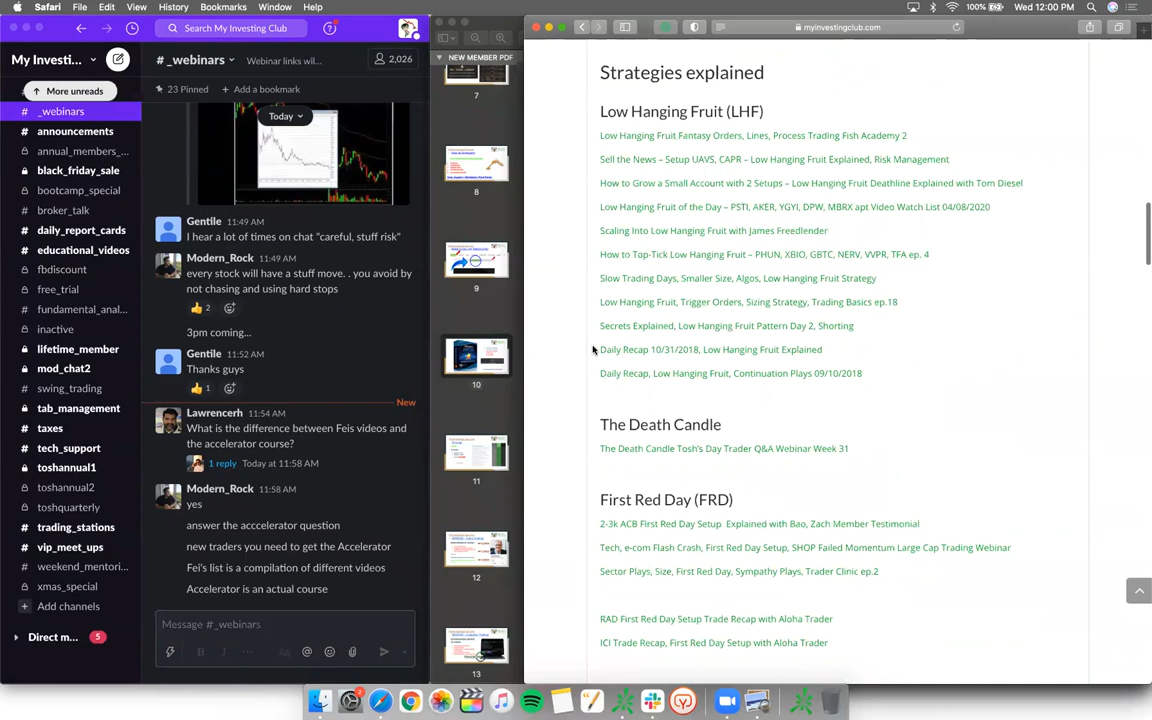 Safari File Edit View History Bookmarks Window Help
100% Wed 12:00 PM
Search My Investing Club
My Investi...
More unreads
# _webinars
# announcements
annual_members_...
black_friday_sale
bootcamp_special
# broker_talk
# daily_report_cards
# educational_videos
fbdiscount
# free_trial
# fundamental_anal...
inactive
lifetime_member
mod_chat2
# swing_trading
# tab_management
# taxes
# tech_support
toshannual1
toshannual2
toshquarterly
# trading_stations
# vip_meet_ups
weekend_mentori...
xmas_special
Add channels
Direct m... 5
# _webinars
Webinar links wil...
2,026
23 Pinned
Add a bookmark
Today
Gentile 11:49 AM
I hear a lot of times on chat "careful, stuff risk"
Modern_Rock 11:49 AM
every stock will have a stuff move. . you avoid by
not chasing and using hard stops
2
3pm coming...
Gentile 11:52 AM
Thanks guys
1
New
Lawrencerh 11:54 AM
What is the difference between Feis videos and
the accelerator course?
1 reply Today at 11:58 AM
Modern_Rock 11:58 AM
yes
answer the acccelerator question
new traders you need to get the Accelerator
Fei's list is a compilation of different videos
Accelerator is an actual course
Message #_webinars
NEW MEMBER PDF
7
8
9
10
11
12
13
myinvestingclub.com
Strategies explained
Low Hanging Fruit (LHF)
Low Hanging Fruit Fantasy Orders, Lines, Process Trading Fish Academy 2
Sell the News – Setup UAVS, CAPR – Low Hanging Fruit Explained, Risk Management
How to Grow a Small Account with 2 Setups – Low Hanging Fruit Deathline Explained with Tom Diesel
Low Hanging Fruit of the Day – PSTI, AKER, YGYI, DPW, MBRX apt Video Watch List 04/08/2020
Scaling Into Low Hanging Fruit with James Freedlender
How to Top-Tick Low Hanging Fruit – PHUN, XBIO, GBTC, NERV, VVPR, TFA ep. 4
Slow Trading Days, Smaller Size, Algos, Low Hanging Fruit Strategy
Low Hanging Fruit, Trigger Orders, Sizing Strategy, Trading Basics ep.18
Secrets Explained, Low Hanging Fruit Pattern Day 2, Shorting
Daily Recap 10/31/2018, Low Hanging Fruit Explained
Daily Recap, Low Hanging Fruit, Continuation Plays 09/10/2018
The Death Candle
The Death Candle Tosh's Day Trader Q&A Webinar Week 31
First Red Day (FRD)
2-3k ACB First Red Day Setup Explained with Bao, Zach Member Testimonial
Tech, e-com Flash Crash, First Red Day Setup, SHOP Failed Momentum Large Cap Trading Webinar
Sector Plays, Size, First Red Day, Sympathy Plays, Trader Clinic ep.2
RAD First Red Day Setup Trade Recap with Aloha Trader
ICI Trade Recap, First Red Day Setup with Aloha Trader